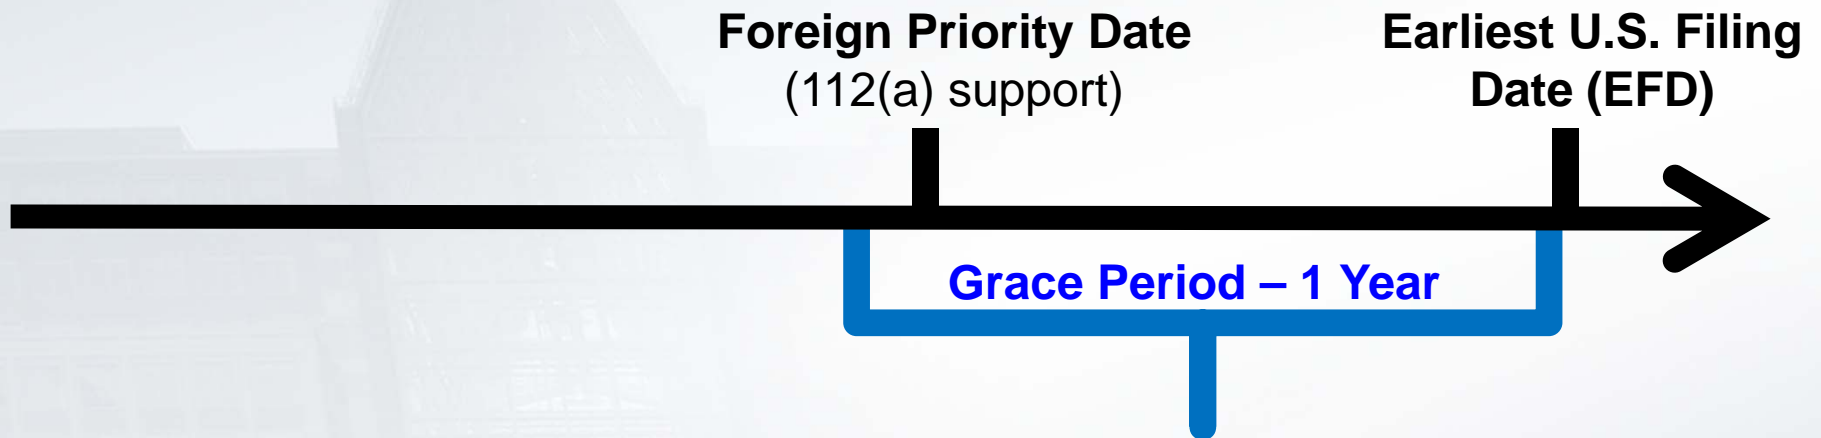 Foreign Priority Date
(112(a) support)
Earliest U.S. Filing
Date (EFD)
Grace Period – 1 Year